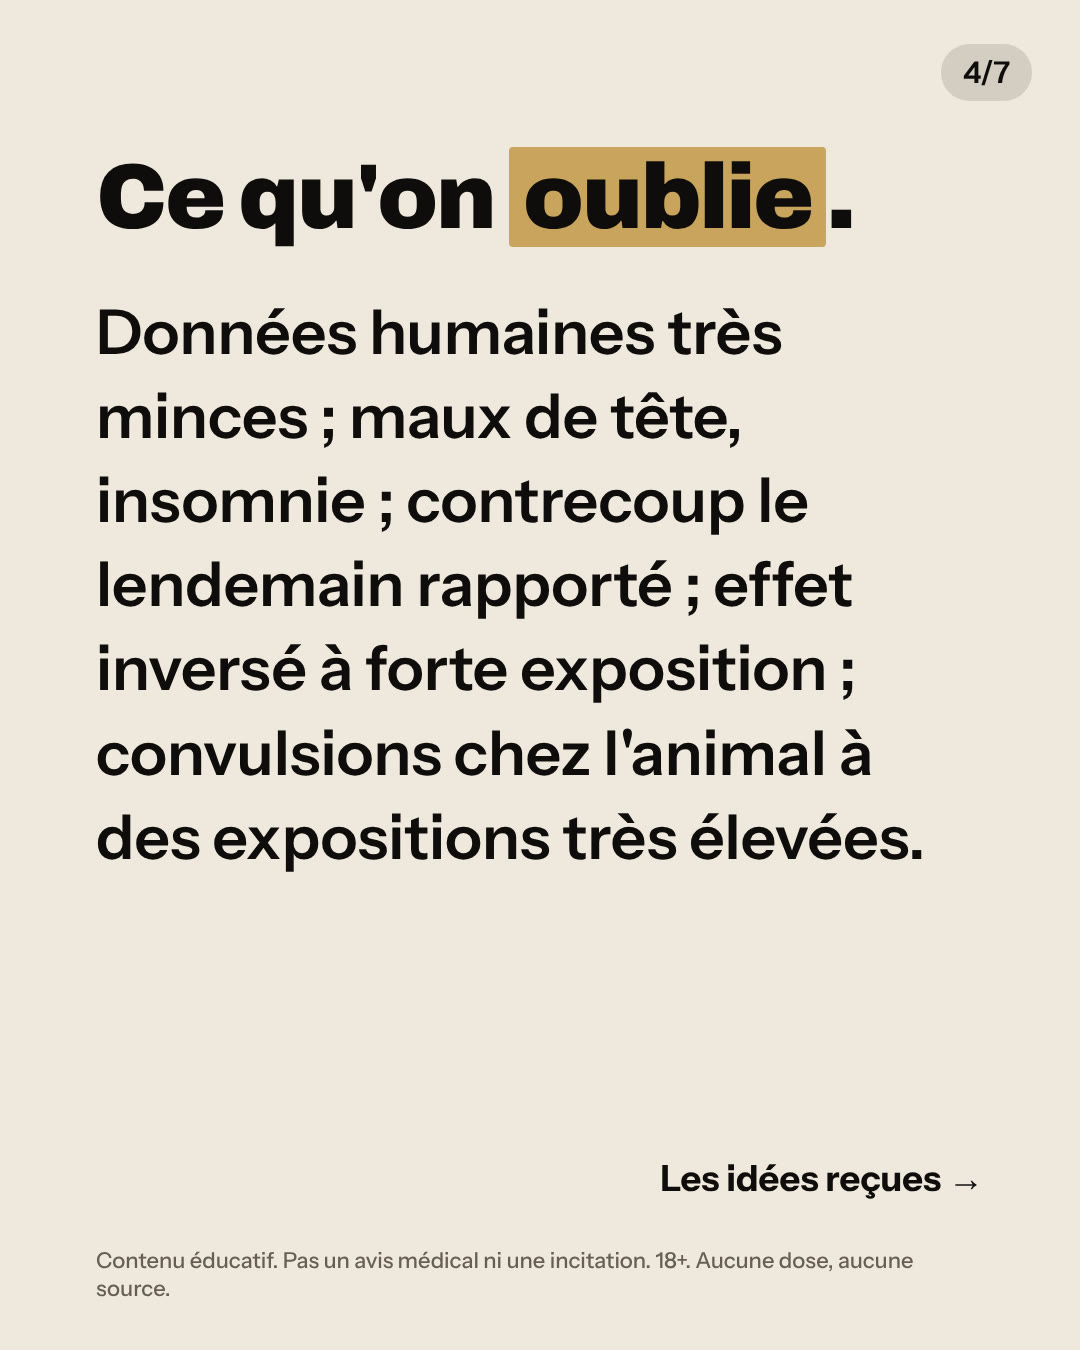 4/7
Ce qu'on oublie.
Données humaines très
minces ; maux de tête,
insomnie ; contrecoup le
lendemain rapporté ; effet
inversé à forte exposition ;
convulsions chez l'animal à
des expositions très élevées.
Les idées reçues →
Contenu éducatif. Pas un avis médical ni une incitation. 18+. Aucune dose, aucune
source.